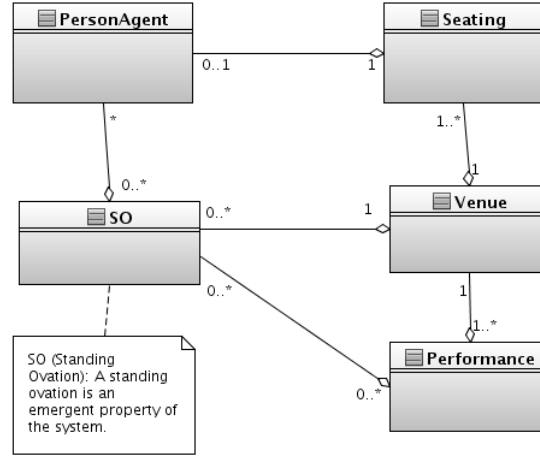 PersonAgent
Seating
0..1
1
*
1..*
0..*
1
SO
0..*
1
Venue
0..*
1
1..*
SO (Standing
Ovation): A standing
ovation is an
emergent property of
the system.
Performance
0..*